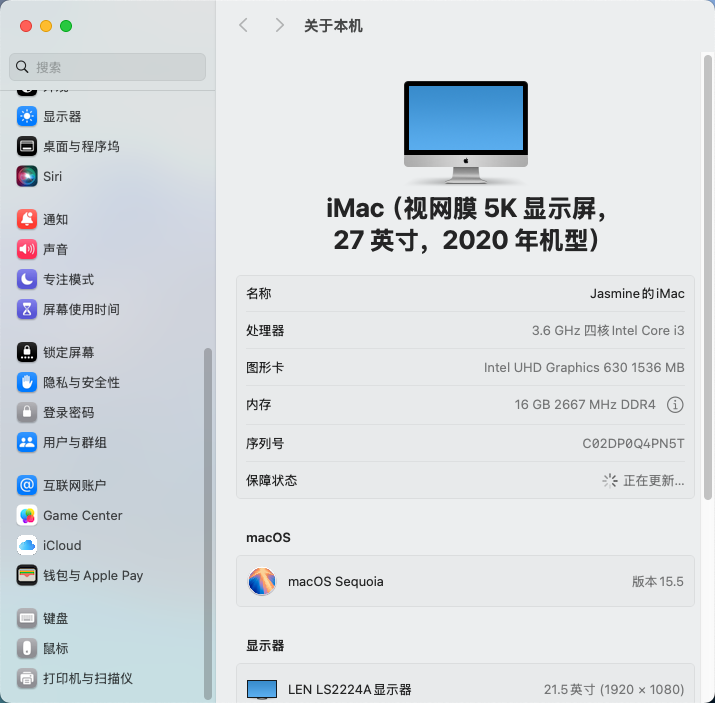 关于本机
搜索
显示器
桌面与程序坞
Siri
通知
声音
专注模式
屏幕使用时间
锁定屏幕
隐私与安全性
登录密码
用户与群组
互联网账户
Game Center
iCloud
钱包与 Apple Pay
键盘
鼠标
打印机与扫描仪
iMac（视网膜 5K 显示屏，
27 英寸，2020 年机型）
名称 Jasmine的iMac
处理器 3.6 GHz 四核Intel Core i3
图形卡 Intel UHD Graphics 630 1536 MB
内存 16 GB 2667 MHz DDR4
序列号 C02DP0Q4PN5T
保障状态 正在更新...
macOS
macOS Sequoia 版本 15.5
显示器
LEN LS2224A显示器 21.5英寸 (1920 × 1080)